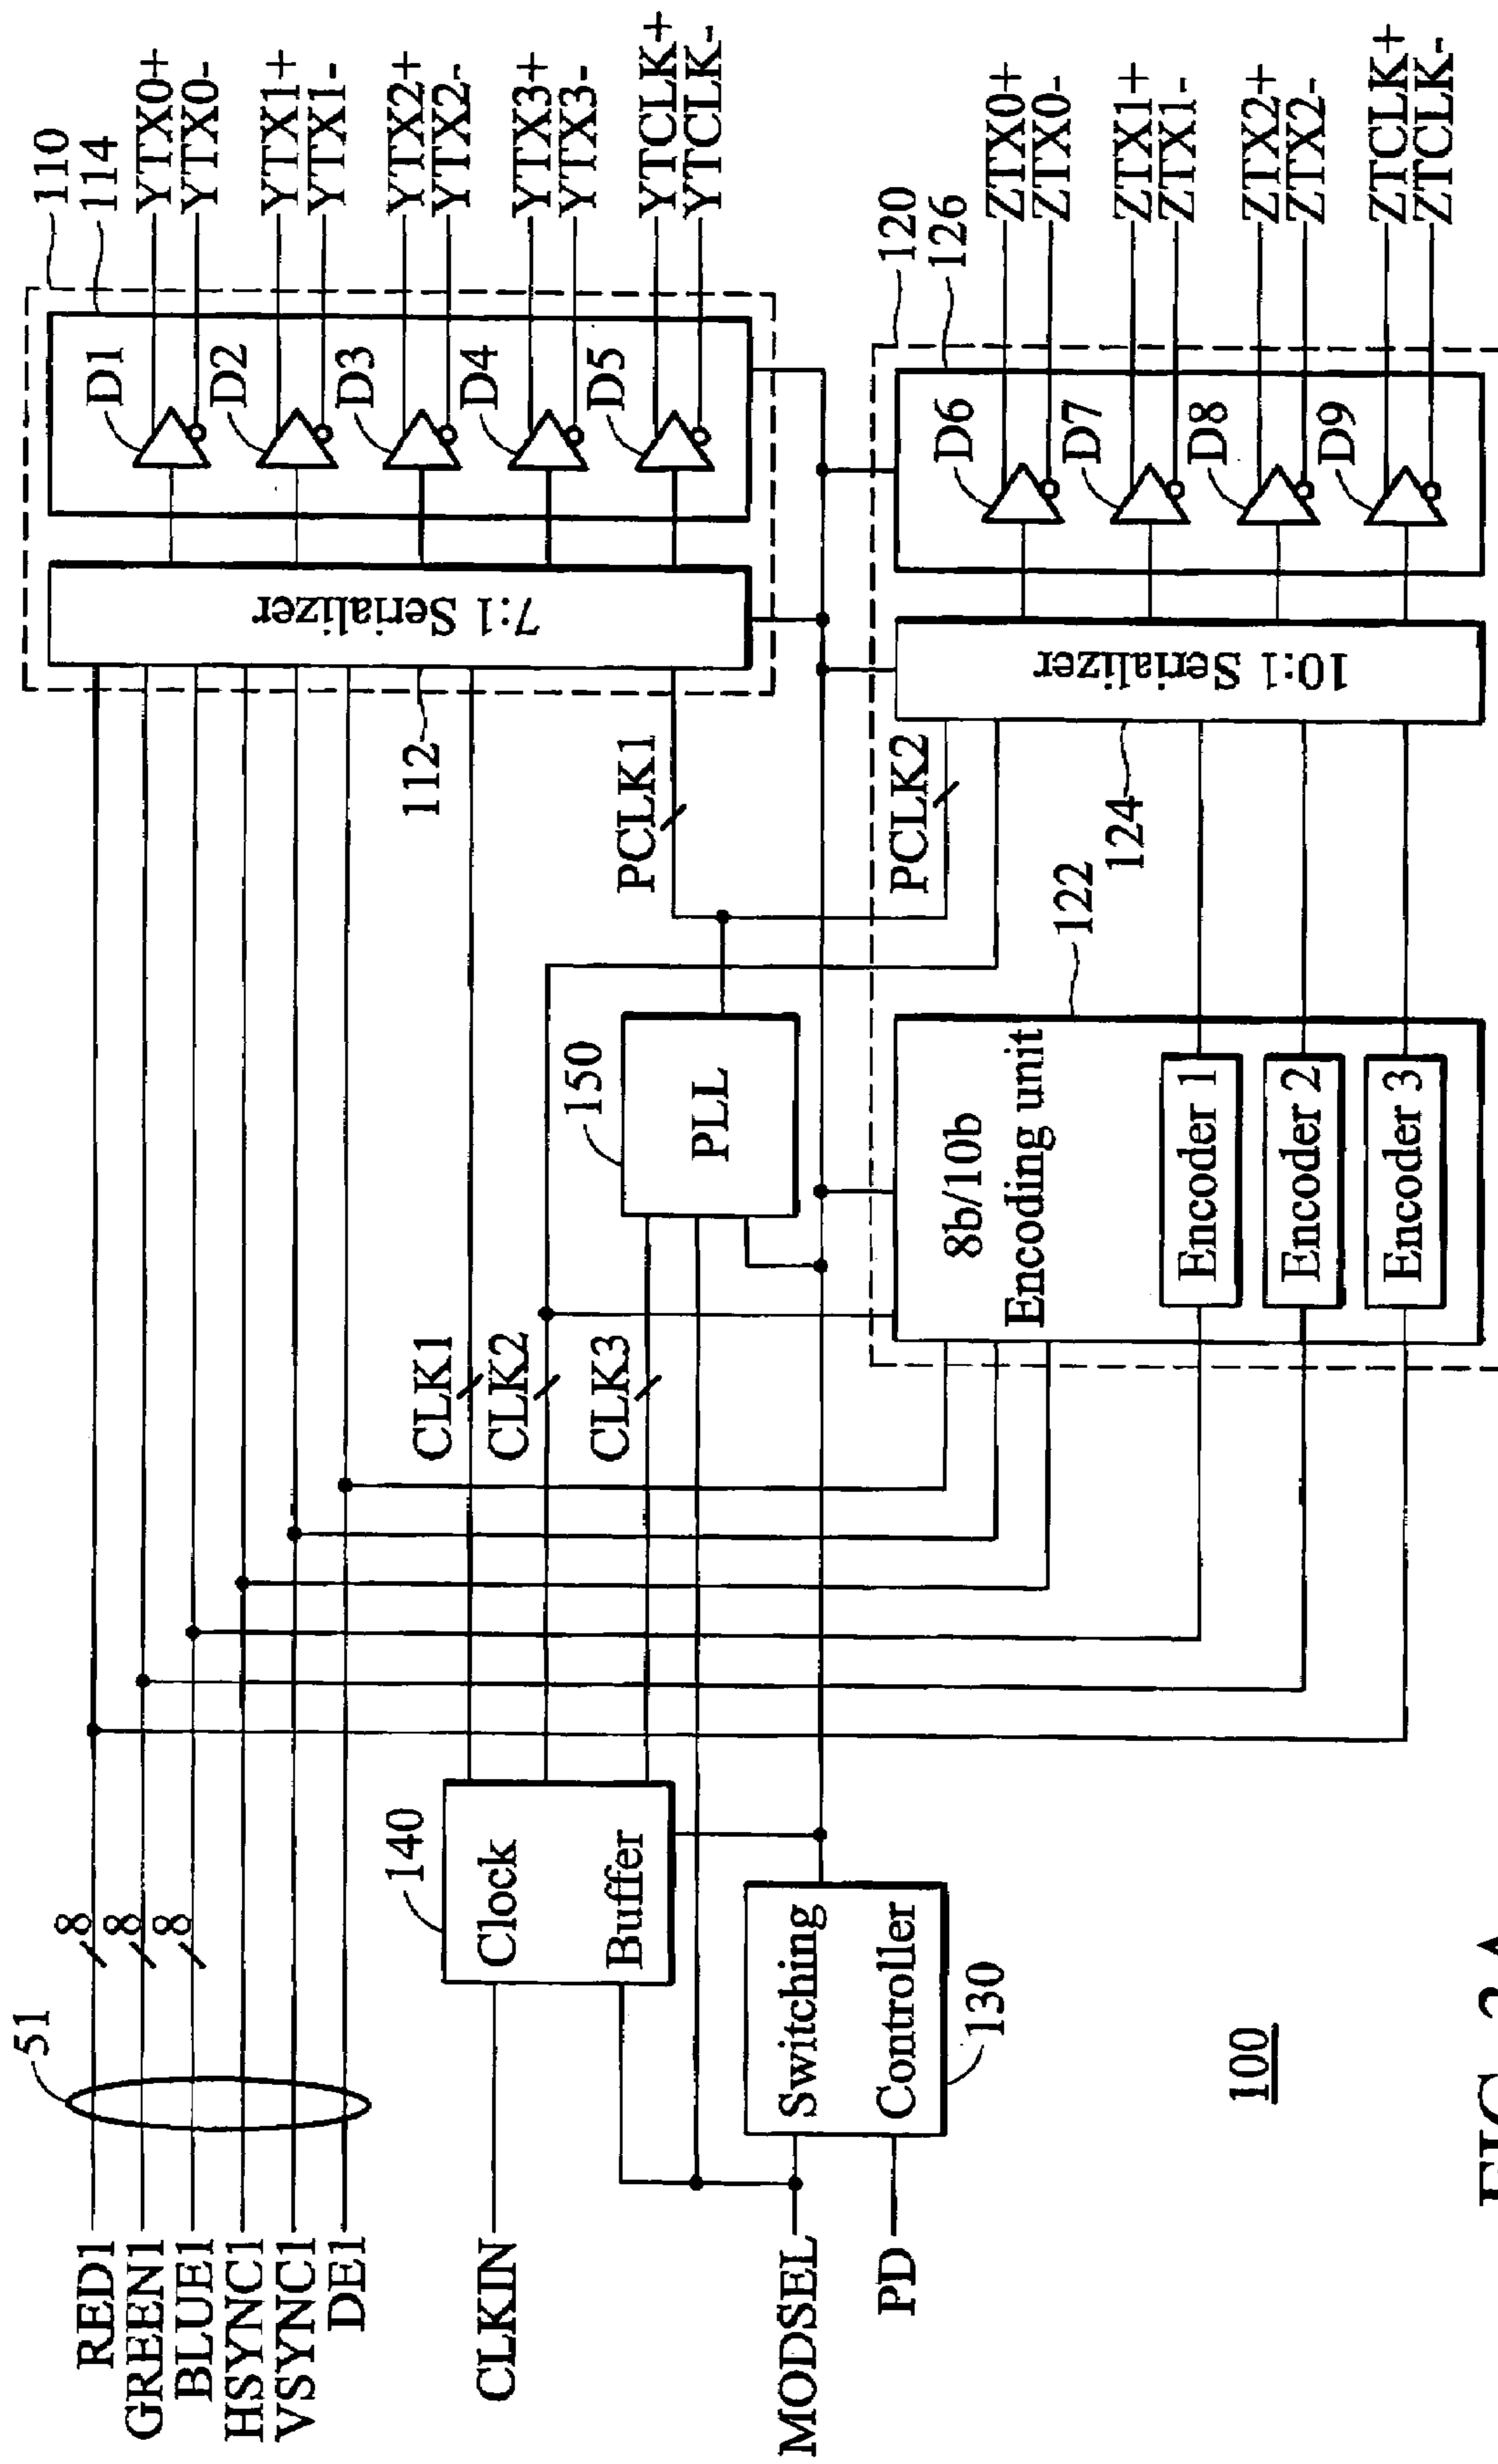 51
RED1
GREEN1
BLUE1
HSYNC1
VSYNC1
DE1
8
8
8
CLKIN
MODSEL
PD
140
Clock
Buffer
Switching
Controller
130
CLK1
CLK2
CLK3
150
PLL
PCLK1
PCLK2
112
7:1 Serializer
110
114
D1
D2
D3
D4
D5
YTX0+
YTX0-
YTX1+
YTX1-
YTX2+
YTX2-
YTX3+
YTX3-
YTCLK+
YTCLK-
122
8b/10b
Encoding unit
Encoder 1
Encoder 2
Encoder 3
124
10:1 Serializer
120
126
D6
D7
D8
D9
ZTX0+
ZTX0-
ZTX1+
ZTX1-
ZTX2+
ZTX2-
ZTCLK+
ZTCLK-
100